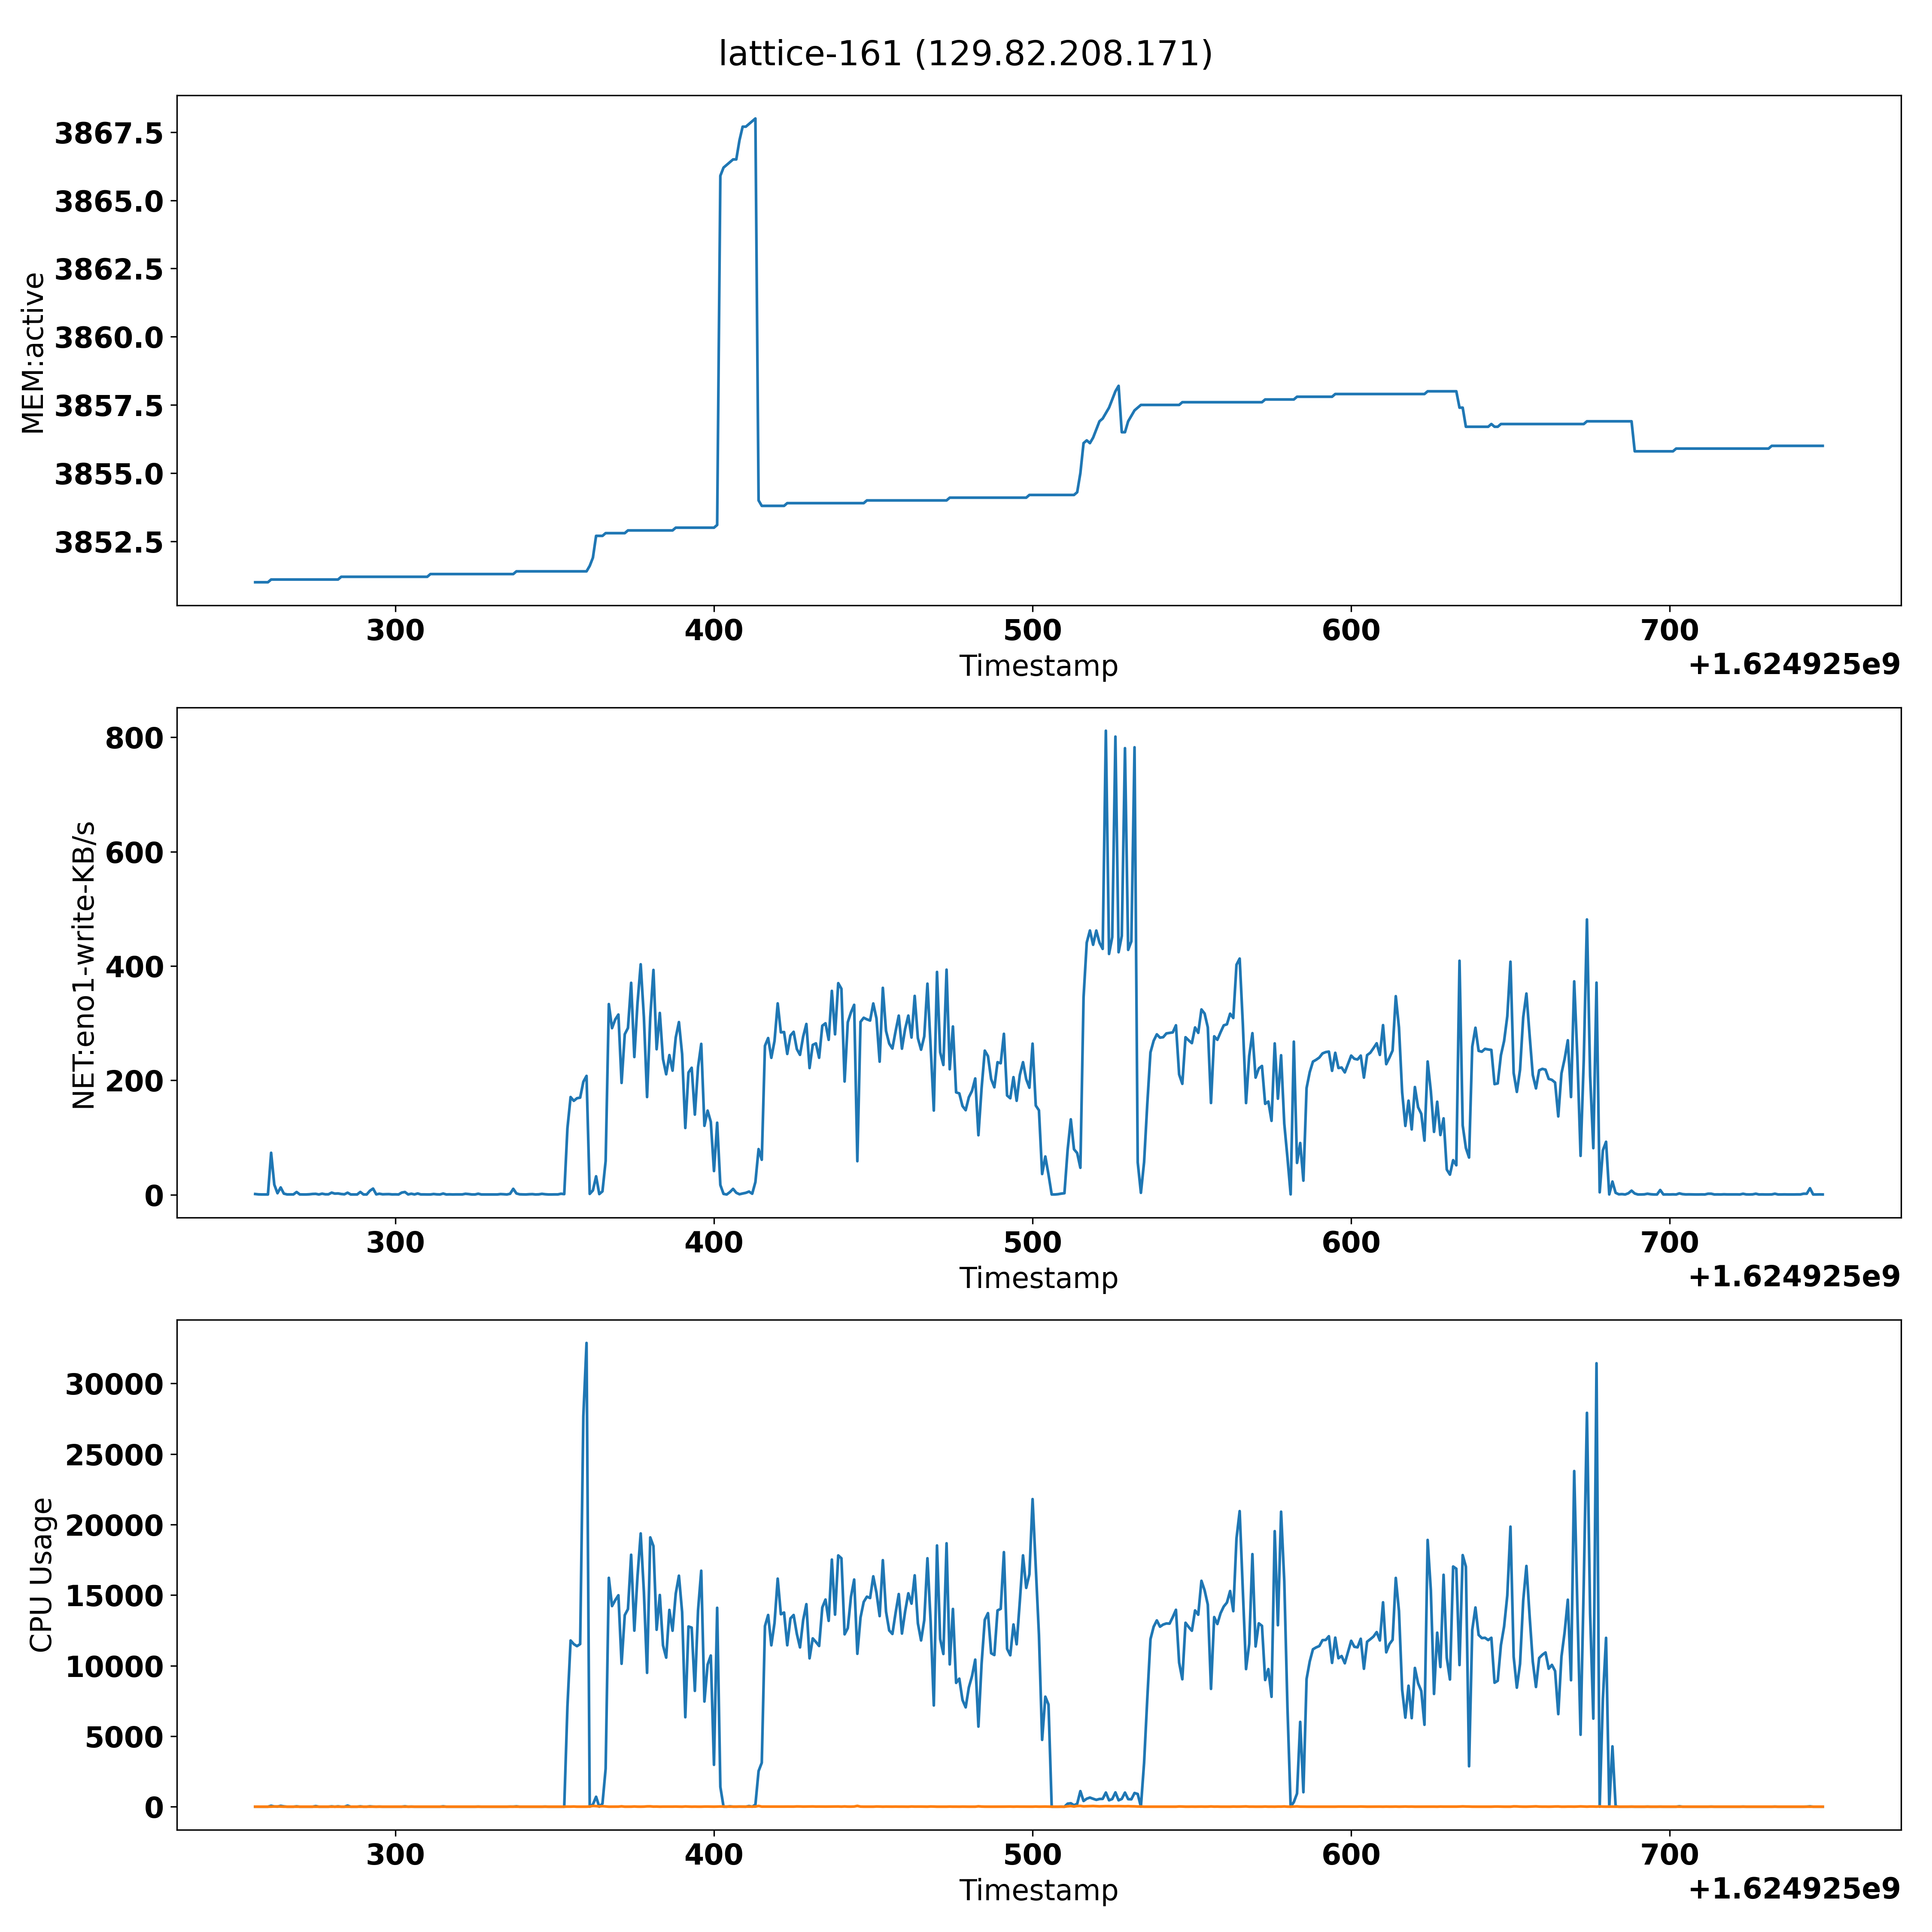 lattice-161 (129.82.208.171)
3867.5
3865.0
3862.5
3860.0
3857.5
3855.0
3852.5
MEM:active
300 400 500 600 700
Timestamp
+1.624925e9
800
600
400
200
0
NET:eno1-write-KB/s
300 400 500 600 700
Timestamp
+1.624925e9
30000
25000
20000
15000
10000
5000
0
CPU Usage
300 400 500 600 700
Timestamp
+1.624925e9